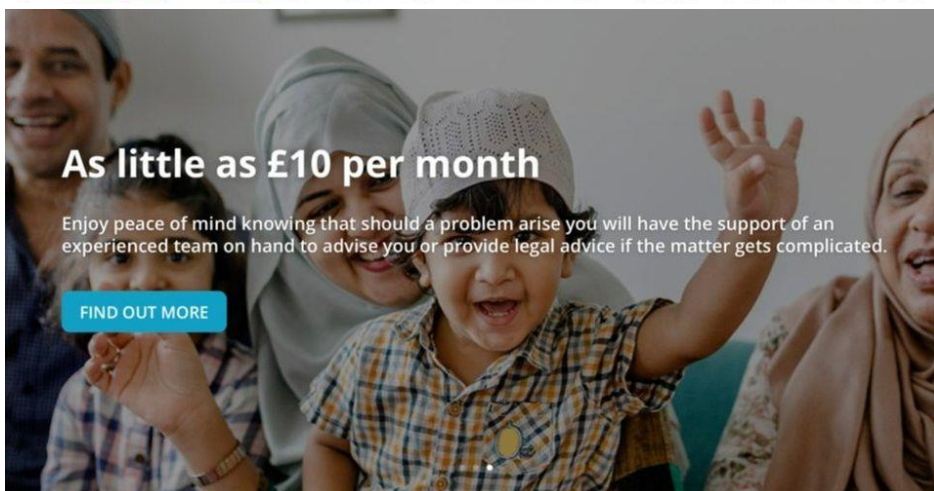 As little as £10 per month
Enjoy peace of mind knowing that should a problem arise you will have the support of an
experienced team on hand to advise you or provide legal advice if the matter gets complicated.
FIND OUT MORE